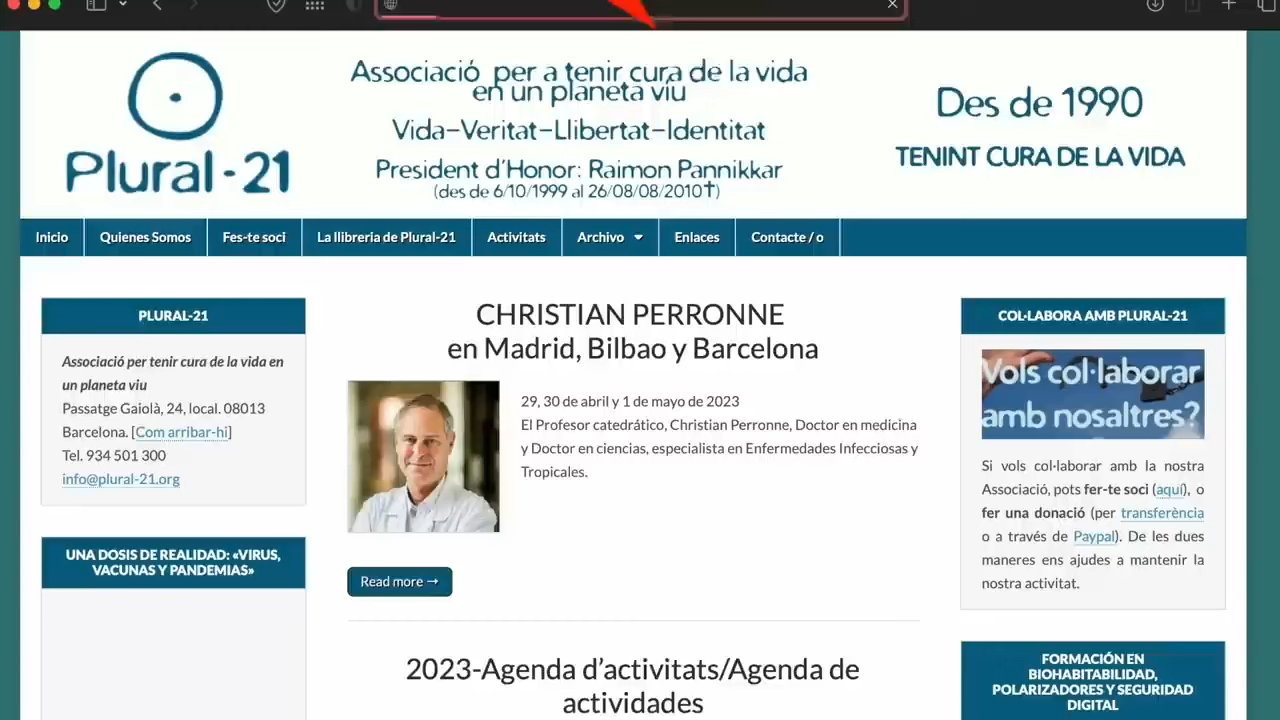 Plural-21
Associació per a tenir cura de la vida
en un planeta viu
Vida-Veritat-Llibertat-Identitat
President d'Honor: Raimon Pannikkar
(des de 6/10/1999 al 26/08/08/2010✝)
Des de 1990
TENINT CURA DE LA VIDA
Inicio
Quienes Somos
Fes-te soci
La llibreria de Plural-21
Activitats
Archivo
Enlaces
Contacte / o
PLURAL-21
Associació per tenir cura de la vida en
un planeta viu
Passatge Gaiolà, 24, local. 08013
Barcelona. [Com arribar-hi]
Tel. 934 501 300
info@plural-21.org
UNA DOSIS DE REALIDAD: «VIRUS,
VACUNAS Y PANDEMIAS»
CHRISTIAN PERRONNE
en Madrid, Bilbao y Barcelona
29, 30 de abril y 1 de mayo de 2023
El Profesor catedrático, Christian Perronne, Doctor en medicina
y Doctor en ciencias, especialista en Enfermedades Infecciosas y
Tropicales.
Read more →
2023-Agenda d'activitats/Agenda de
actividades
COL·LABORA AMB PLURAL-21
Vols col·laborar
amb nosaltres?
Si vols col·laborar amb la nostra
Associació, pots fer-te soci (aquí), o
fer una donació (per transferència
o a través de Paypal). De les dues
maneres ens ajudes a mantenir la
nostra activitat.
FORMACIÓN EN
BIOHABITABILIDAD,
POLARIZADORES Y SEGURIDAD
DIGITAL